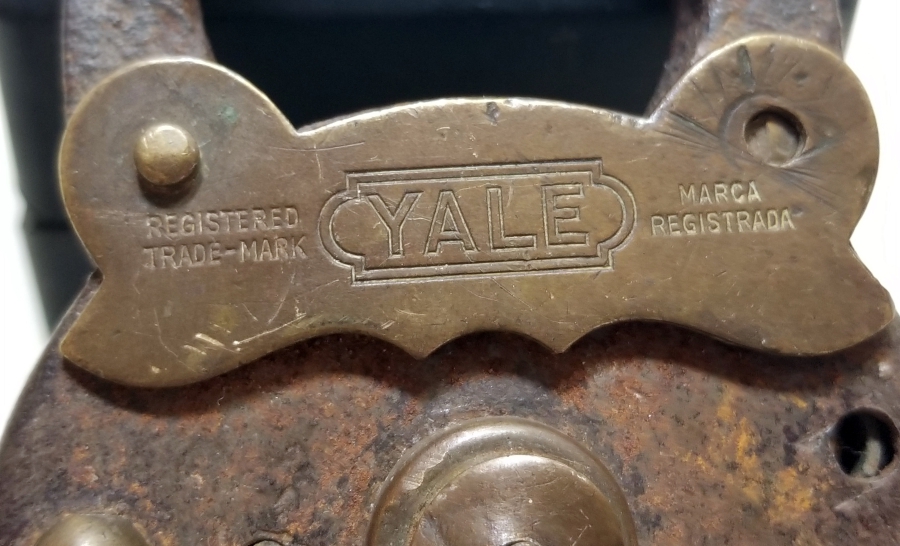 REGISTERED
TRADE-MARK
YALE
MARCA
REGISTRADA